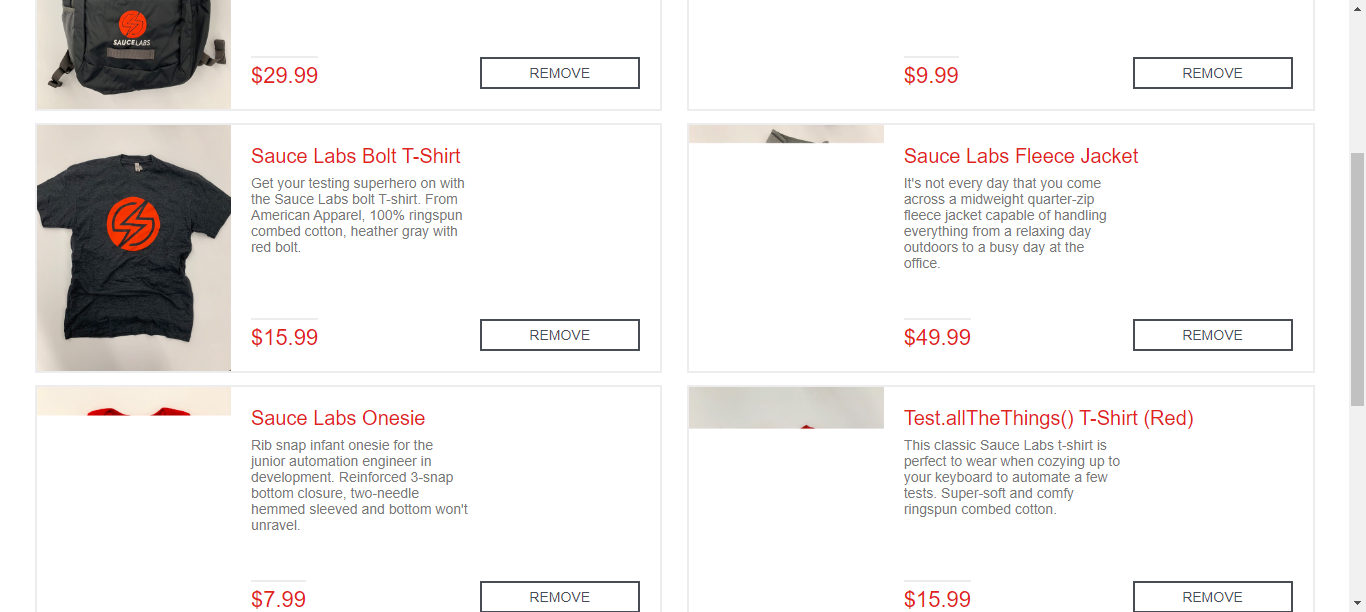 SAUCELABS
$29.99
REMOVE
$9.99
REMOVE
Sauce Labs Bolt T-Shirt
Get your testing superhero on with
the Sauce Labs bolt T-shirt. From
American Apparel, 100% ringspun
combed cotton, heather gray with
red bolt.
$15.99
REMOVE
Sauce Labs Fleece Jacket
It's not every day that you come
across a midweight quarter-zip
fleece jacket capable of handling
everything from a relaxing day
outdoors to a busy day at the
office.
$49.99
REMOVE
Sauce Labs Onesie
Rib snap infant onesie for the
junior automation engineer in
development. Reinforced 3-snap
bottom closure, two-needle
hemmed sleeved and bottom won't
unravel.
$7.99
REMOVE
Test.allTheThings() T-Shirt (Red)
This classic Sauce Labs t-shirt is
perfect to wear when cozying up to
your keyboard to automate a few
tests. Super-soft and comfy
ringspun combed cotton.
$15.99
REMOVE